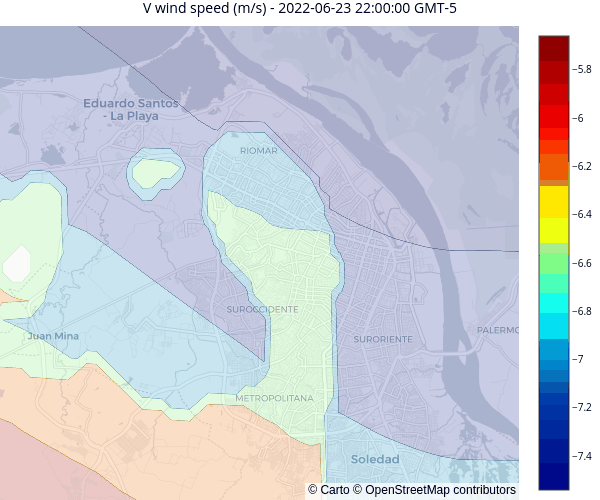 V wind speed (m/s) - 2022-06-23 22:00:00 GMT-5
Eduardo Santos
- La Playa
RIOMAR
SUROCCIDENTE
Juan Mina
SURORIENTE
PALERMO
METROPOLITANA
Soledad
© Carto © OpenStreetMap contributors
−5.8
−6
−6.2
−6.4
−6.6
−6.8
−7
−7.2
−7.4